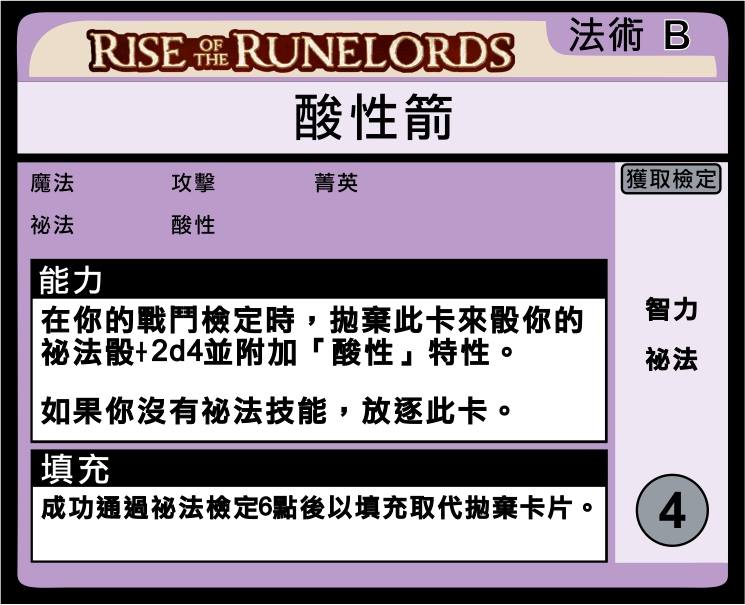 RISE OF THE RUNELORDS
法術 B
酸性箭
魔法 攻擊 菁英
祕法 酸性
獲取檢定
智力
祕法
4
能力
在你的戰鬥檢定時，拋棄此卡來骰你的
祕法骰+2d4並附加「酸性」特性。
如果你沒有祕法技能，放逐此卡。
填充
成功通過祕法檢定6點後以填充取代拋棄卡片。